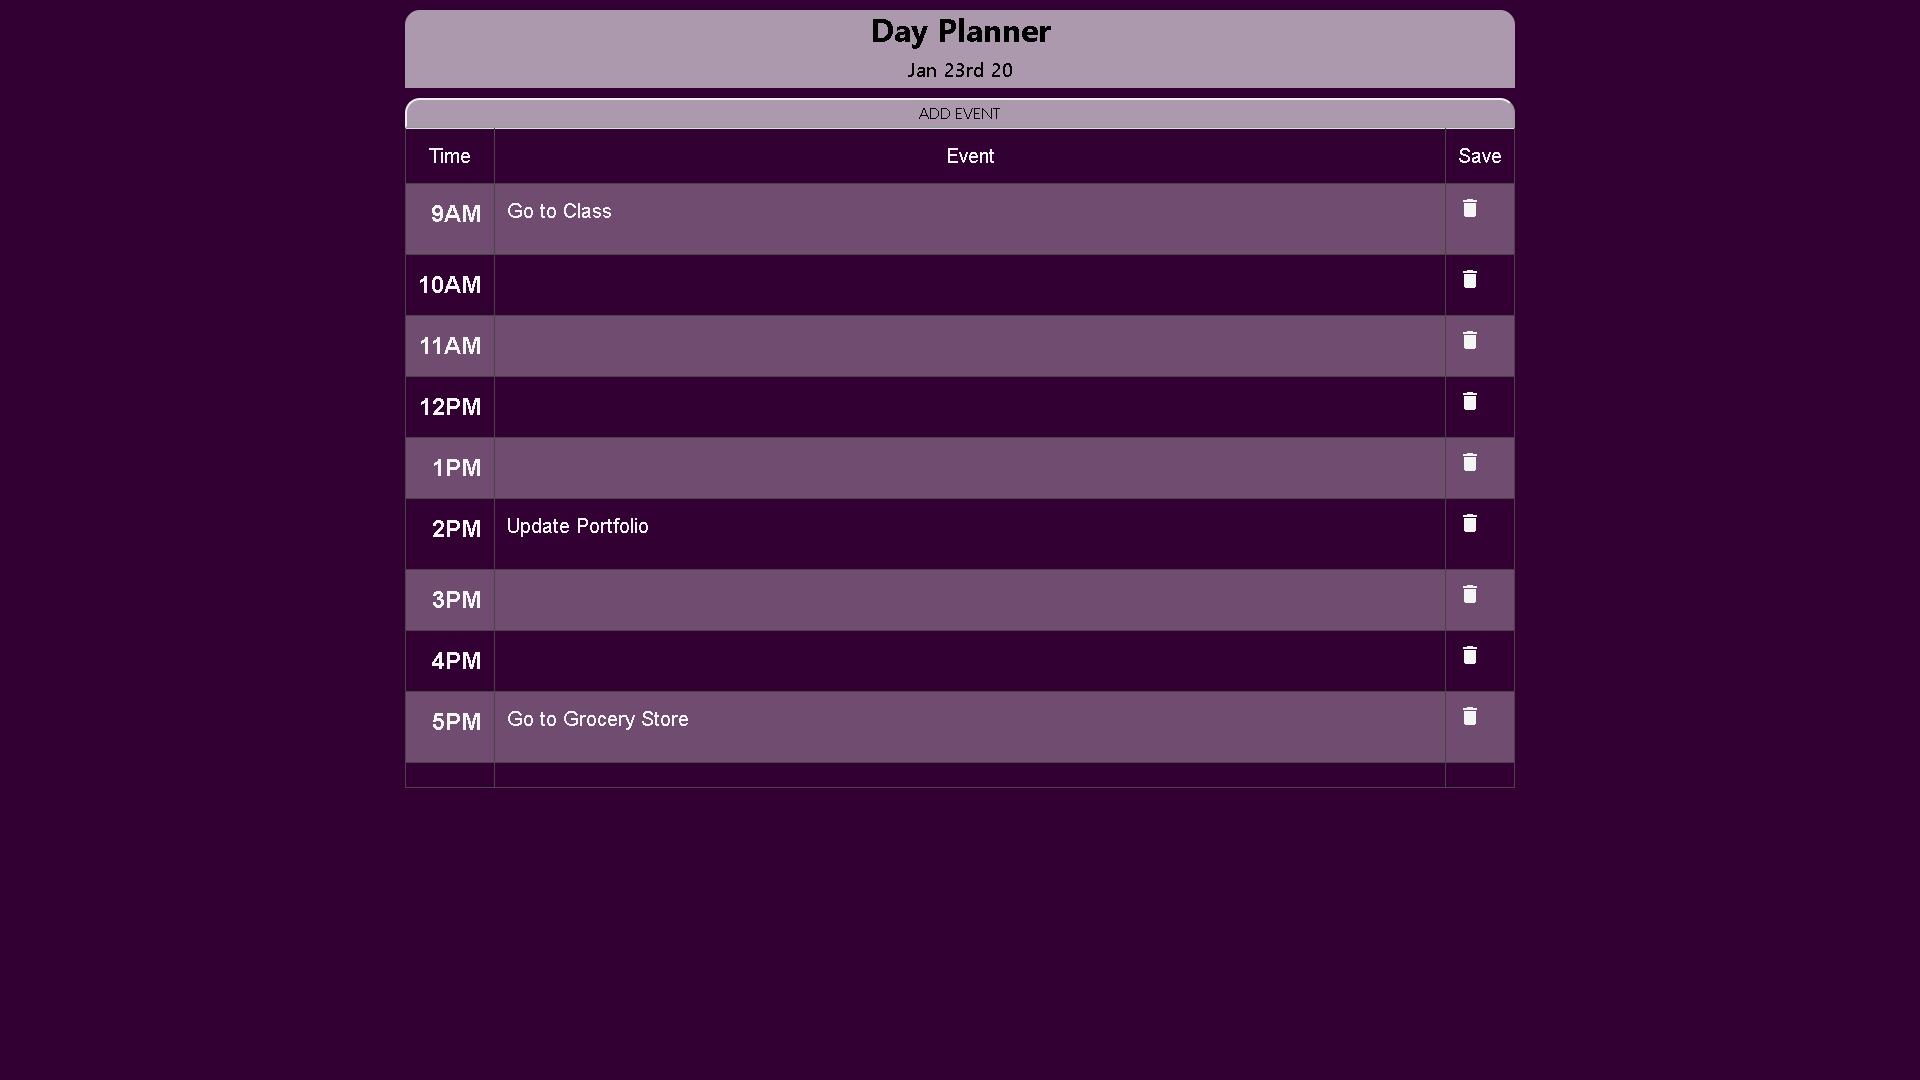 Day Planner
Jan 23rd 20
ADD EVENT
Time Event Save
9AM Go to Class
10AM
11AM
12PM
1PM
2PM Update Portfolio
3PM
4PM
5PM Go to Grocery Store